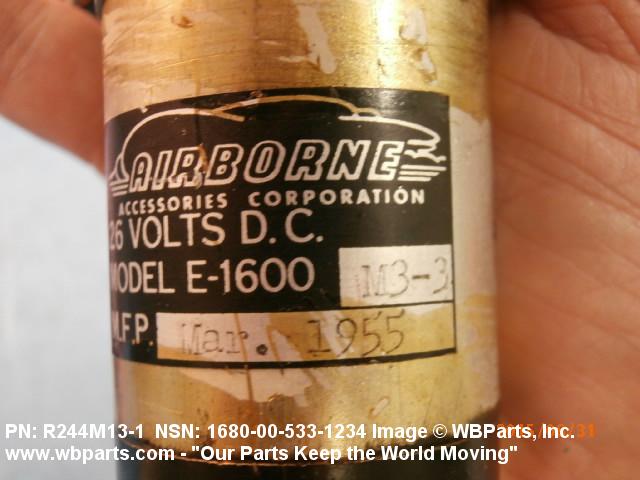 AIRBORNE
ACCESSORIES CORPORATION
26 VOLTS D.C.
MODEL E-1600 M3-3
M.F.P. Mar. 1955
PN: R244M13-1 NSN: 1680-00-533-1234 Image © WBParts, Inc.
www.wbparts.com - "Our Parts Keep the World Moving"